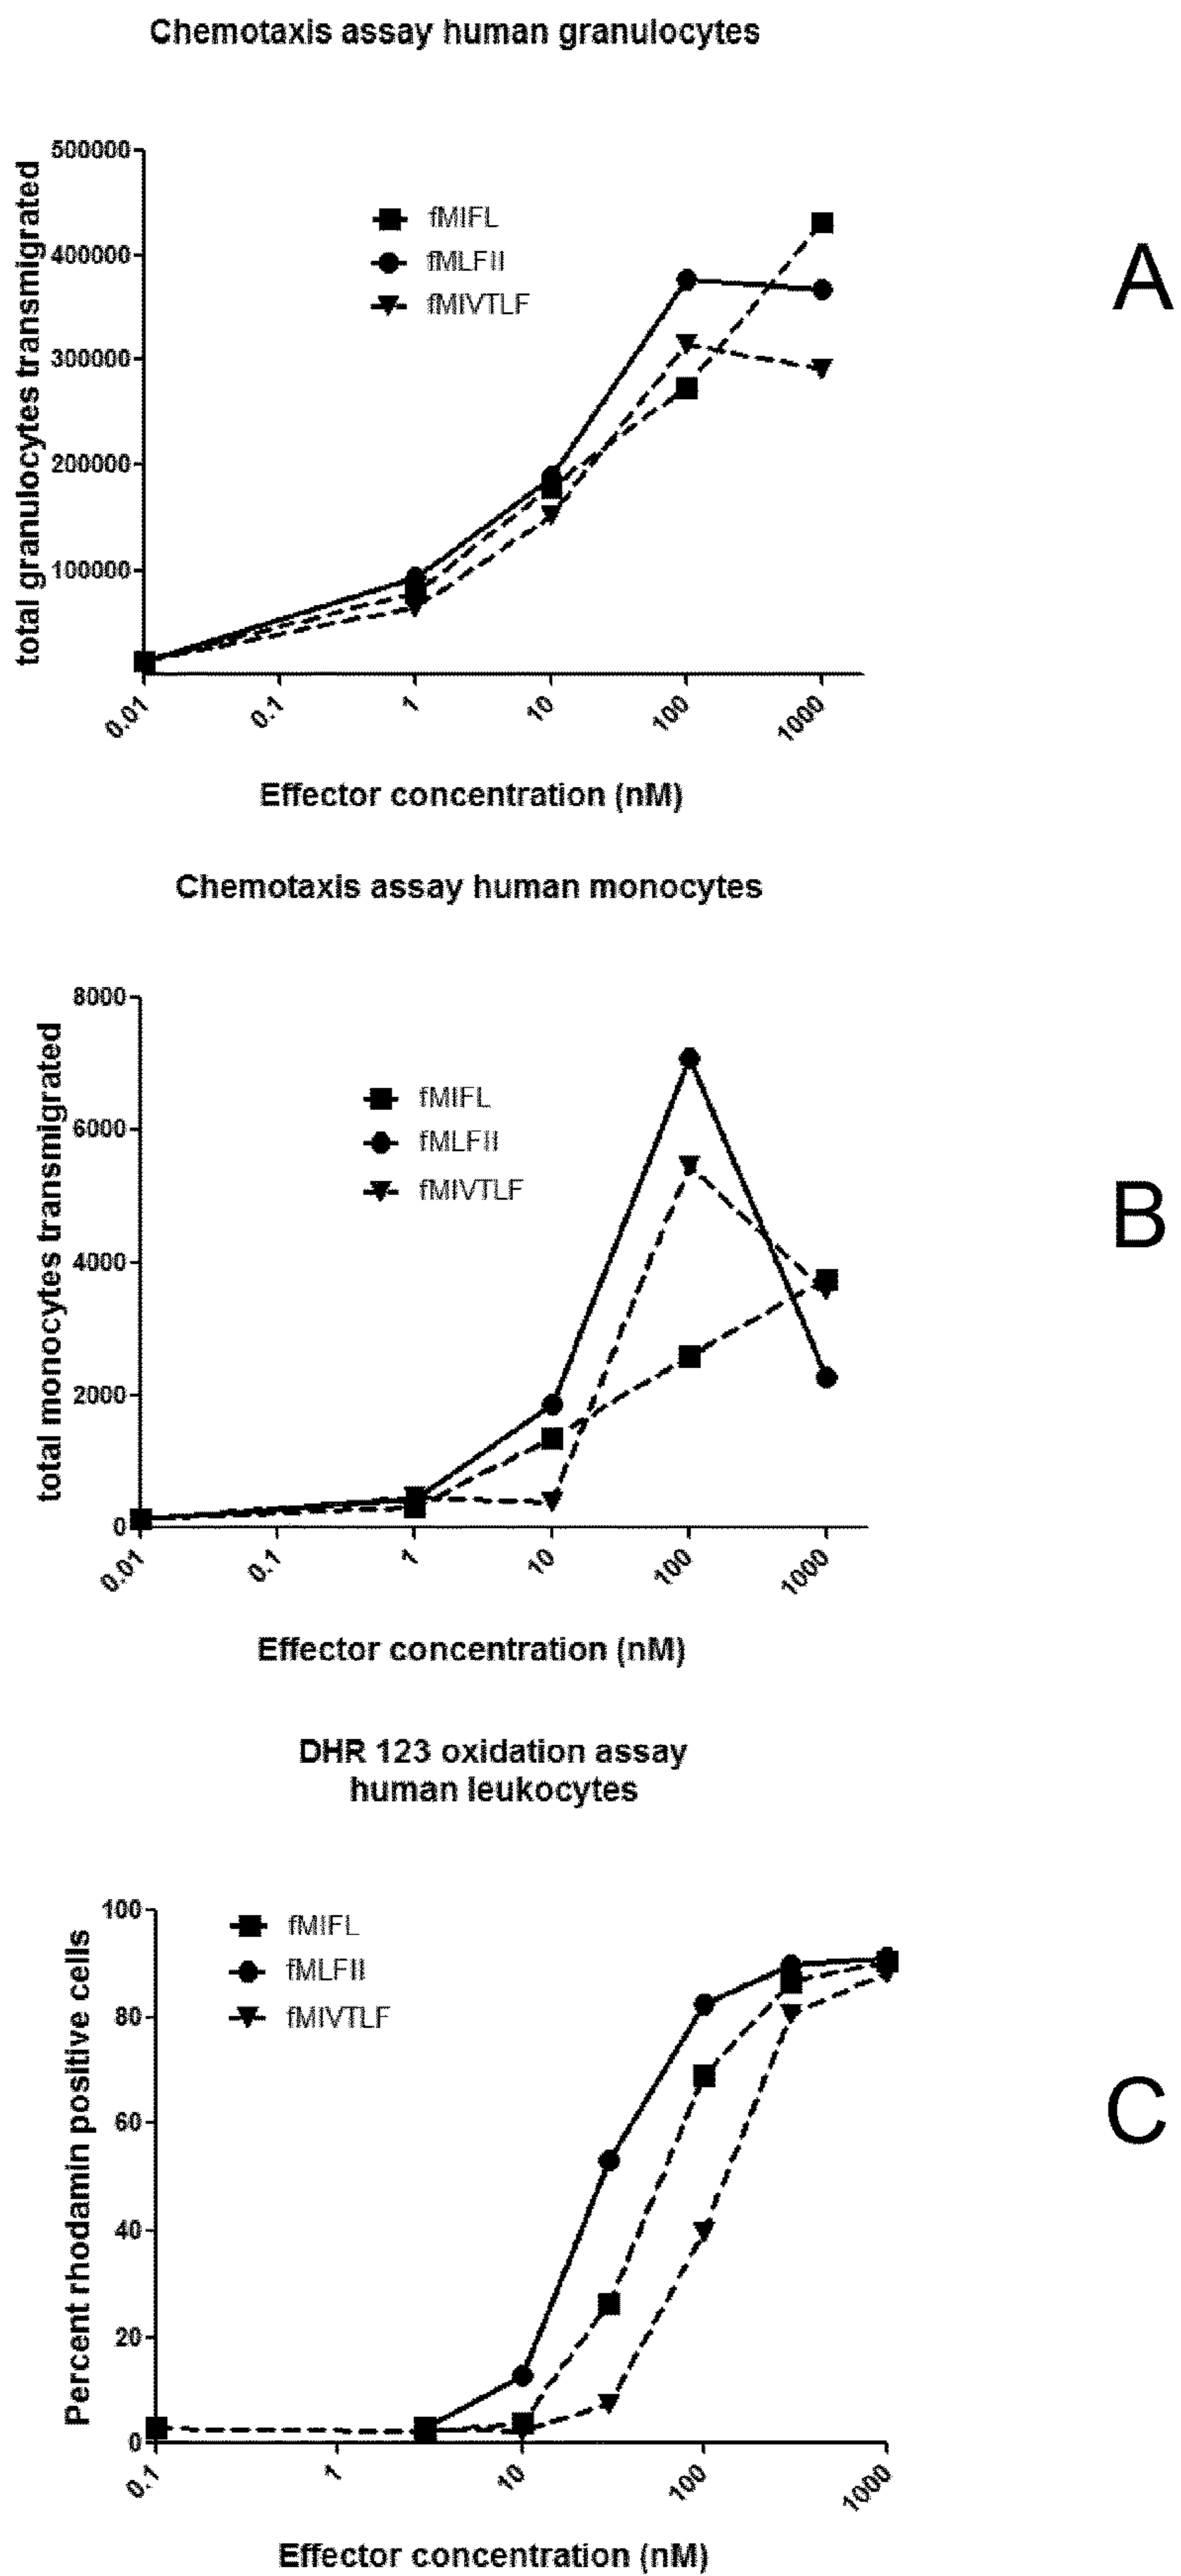 Chemotaxis assay human granulocytes
total granulocytes transmigrated
500000
400000
300000
200000
100000
fMIFL
fMLFII
fMIVTLF
A
0.01
0.1
1
10
100
1000
Effector concentration (nM)
Chemotaxis assay human monocytes
total monocytes transmigrated
8000
6000
4000
2000
0
fMIFL
fMLFII
fMIVTLF
B
0.01
0.1
1
10
100
1000
Effector concentration (nM)
DHR 123 oxidation assay
human leukocytes
Percent rhodamin positive cells
100
80
60
40
20
0
fMIFL
fMLFII
fMIVTLF
C
0.1
1
10
100
1000
Effector concentration (nM)